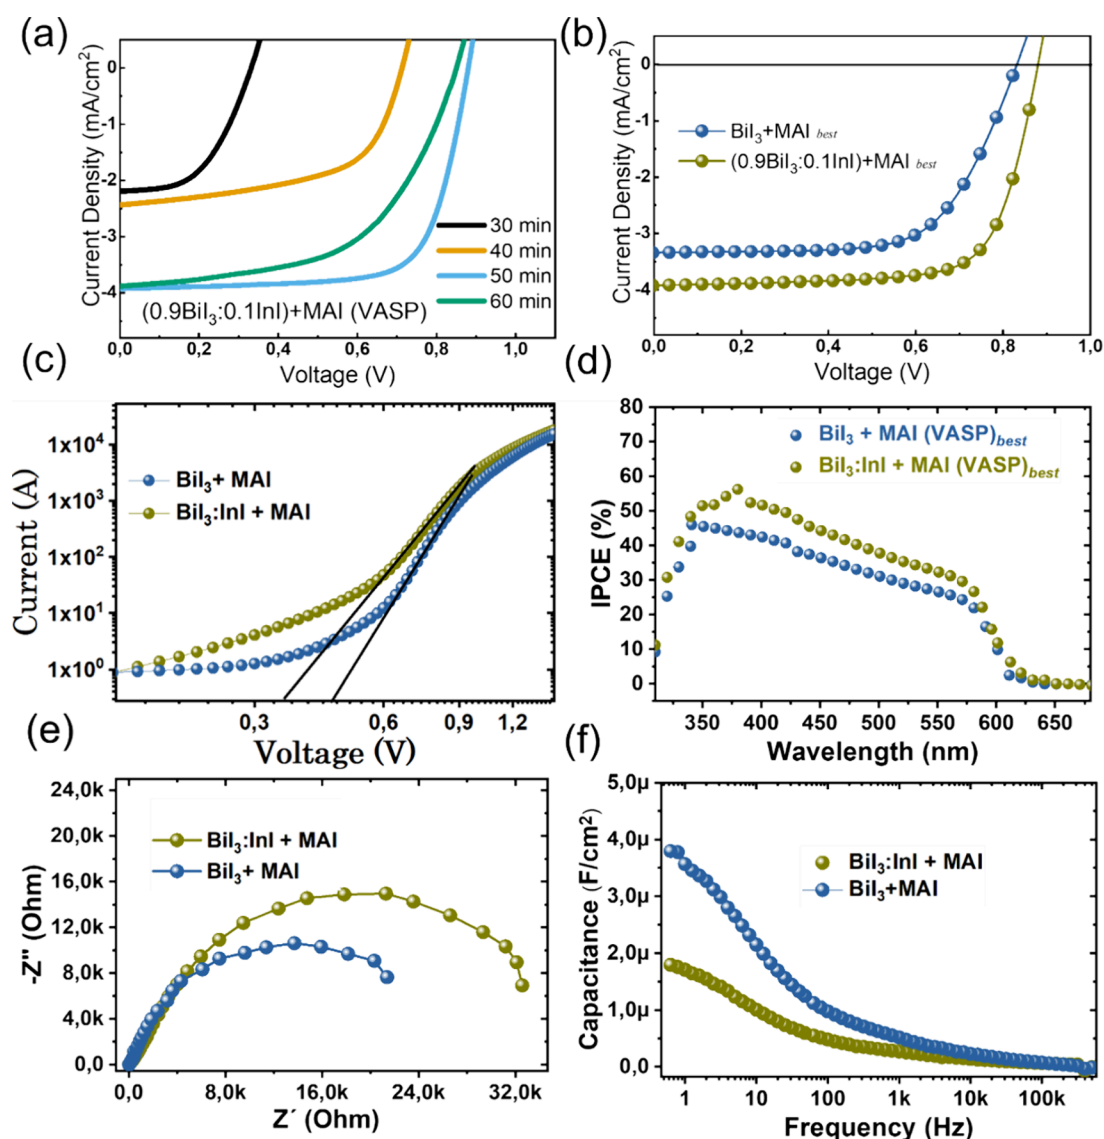 (a)
Current Density (mA/cm²)
0
-1
-2
-3
-4
30 min
40 min
50 min
60 min
(0.9BiI₃:0.1InI)+MAI (VASP)
0,0 0,2 0,4 0,6 0,8 1,0
Voltage (V)
(b)
Current Density (mA/cm²)
0
-1
-2
-3
-4
BiI₃+MAI best
(0.9BiI₃:0.1InI)+MAI best
0,0 0,2 0,4 0,6 0,8 1,0
Voltage (V)
(c)
Current (A)
1x10⁴
1x10³
1x10²
1x10¹
1x10⁰
BiI₃+ MAI
BiI₃:InI + MAI
0,3 0,6 0,9 1,2
Voltage (V)
(d)
IPCE (%)
80
70
60
50
40
30
20
10
0
BiI₃ + MAI (VASP)best
BiI₃:InI + MAI (VASP)best
350 400 450 500 550 600 650
Wavelength (nm)
(e)
-Z'' (Ohm)
24,0k
20,0k
16,0k
12,0k
8,0k
4,0k
0,0
BiI₃:InI + MAI
BiI₃+ MAI
0,0 8,0k 16,0k 24,0k 32,0k
Z´ (Ohm)
(f)
Capacitance (F/cm²)
5,0µ
4,0µ
3,0µ
2,0µ
1,0µ
0,0
BiI₃:InI + MAI
BiI₃+MAI
1 10 100 1k 10k 100k
Frequency (Hz)